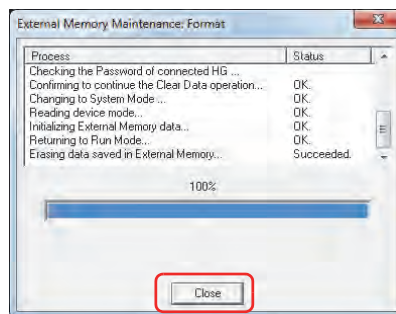 External Memory Maintenance: Format
Process Status
Checking the Password of connected HG ...
Confirming to continue the Clear Data operation... OK.
Changing to System Mode ... OK.
Reading device mode... OK.
Initializing External Memory data... OK.
Returning to Run Mode... OK.
Erasing data saved in External Memory... Succeeded.
100%
Close